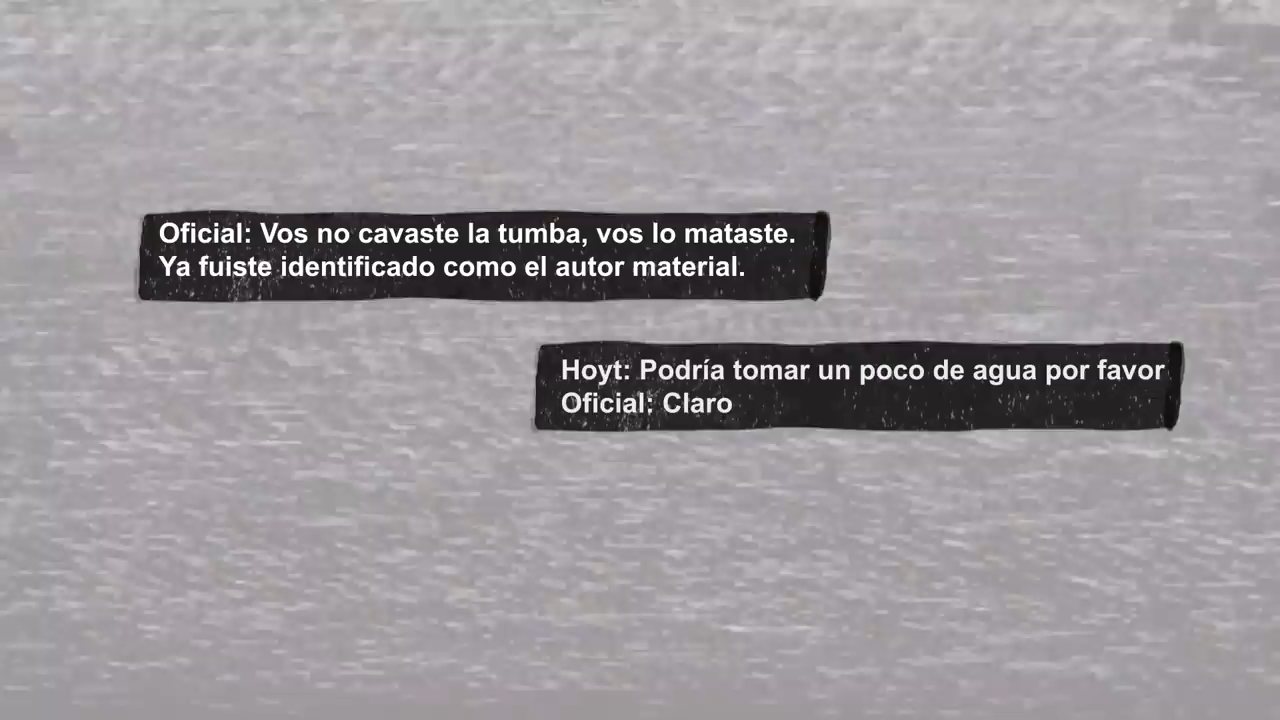 Oficial: Vos no cavaste la tumba, vos lo mataste.
Ya fuiste identificado como el autor material.
Hoyt: Podría tomar un poco de agua por favor
Oficial: Claro